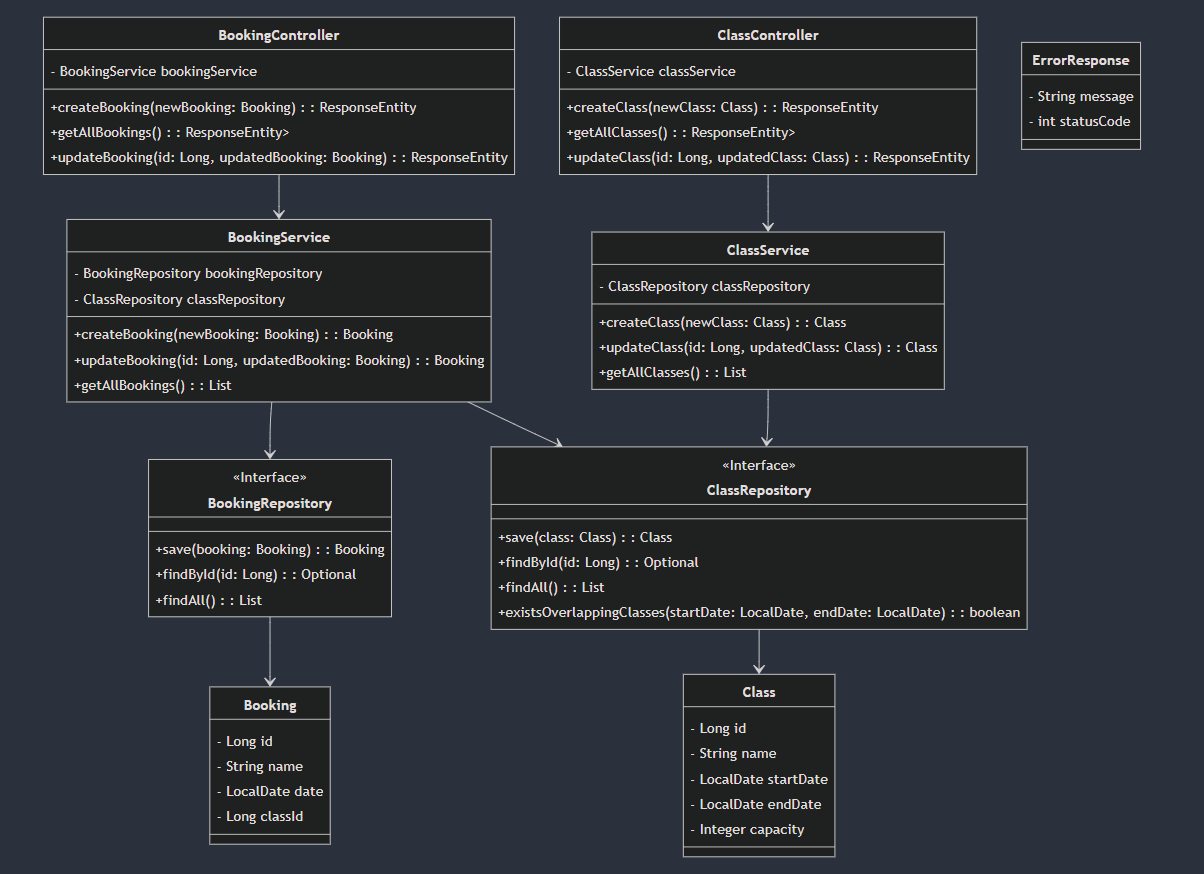 BookingController
- BookingService bookingService
+createBooking(newBooking: Booking) : : ResponseEntity
+getAllBookings() : : ResponseEntity>
+updateBooking(id: Long, updatedBooking: Booking) : : ResponseEntity
ClassController
- ClassService classService
+createClass(newClass: Class) : : ResponseEntity
+getAllClasses() : : ResponseEntity>
+updateClass(id: Long, updatedClass: Class) : : ResponseEntity
ErrorResponse
- String message
- int statusCode
BookingService
- BookingRepository bookingRepository
- ClassRepository classRepository
+createBooking(newBooking: Booking) : : Booking
+updateBooking(id: Long, updatedBooking: Booking) : : Booking
+getAllBookings() : : List
ClassService
- ClassRepository classRepository
+createClass(newClass: Class) : : Class
+updateClass(id: Long, updatedClass: Class) : : Class
+getAllClasses() : : List
«Interface»
BookingRepository
+save(booking: Booking) : : Booking
+findById(id: Long) : : Optional
+findAll() : : List
«Interface»
ClassRepository
+save(class: Class) : : Class
+findById(id: Long) : : Optional
+findAll() : : List
+existsOverlappingClasses(startDate: LocalDate, endDate: LocalDate) : : boolean
Booking
- Long id
- String name
- LocalDate date
- Long classId
Class
- Long id
- String name
- LocalDate startDate
- LocalDate endDate
- Integer capacity